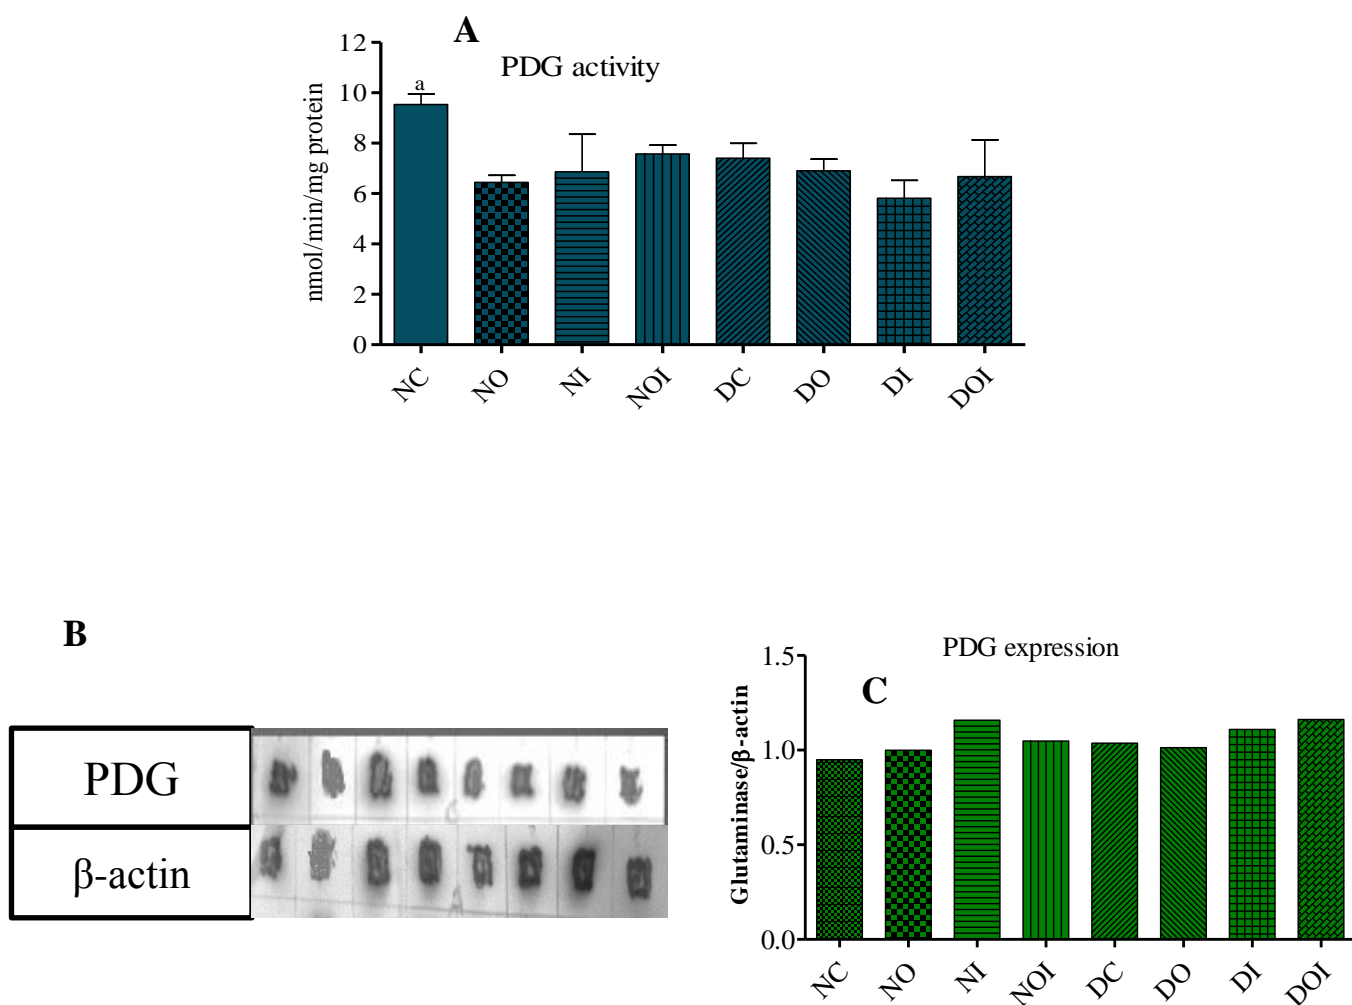 A
PDG activity
nmol/min/mg protein
12
10
8
6
4
2
0
a
NC
NO
NI
NOI
DC
DO
DI
DOI
B
PDG
β-actin
PDG expression
C
Glutaminase/β-actin
1.5
1.0
0.5
0.0
NC
NO
NI
NOI
DC
DO
DI
DOI